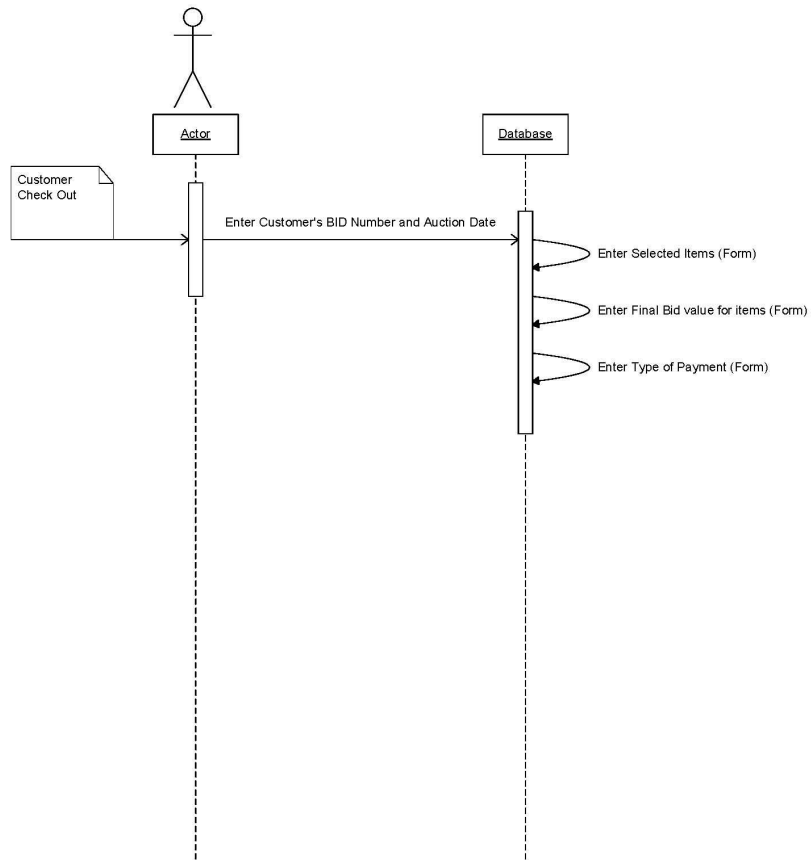 Actor
Database
Customer
Check Out
Enter Customer's BID Number and Auction Date
Enter Selected Items (Form)
Enter Final Bid value for items (Form)
Enter Type of Payment (Form)